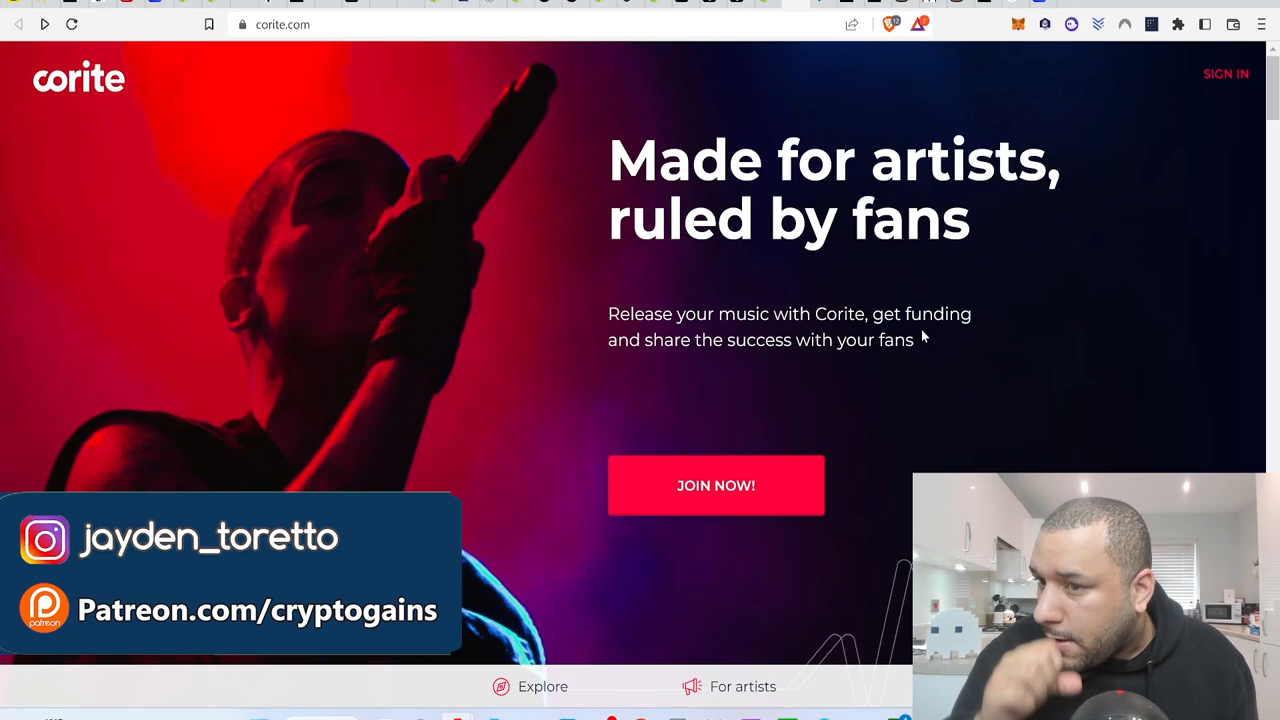 corite.com
corite
SIGN IN
Made for artists,
ruled by fans
Release your music with Corite, get funding
and share the success with your fans
JOIN NOW!
jayden_toretto
Patreon.com/cryptogains
Explore
For artists